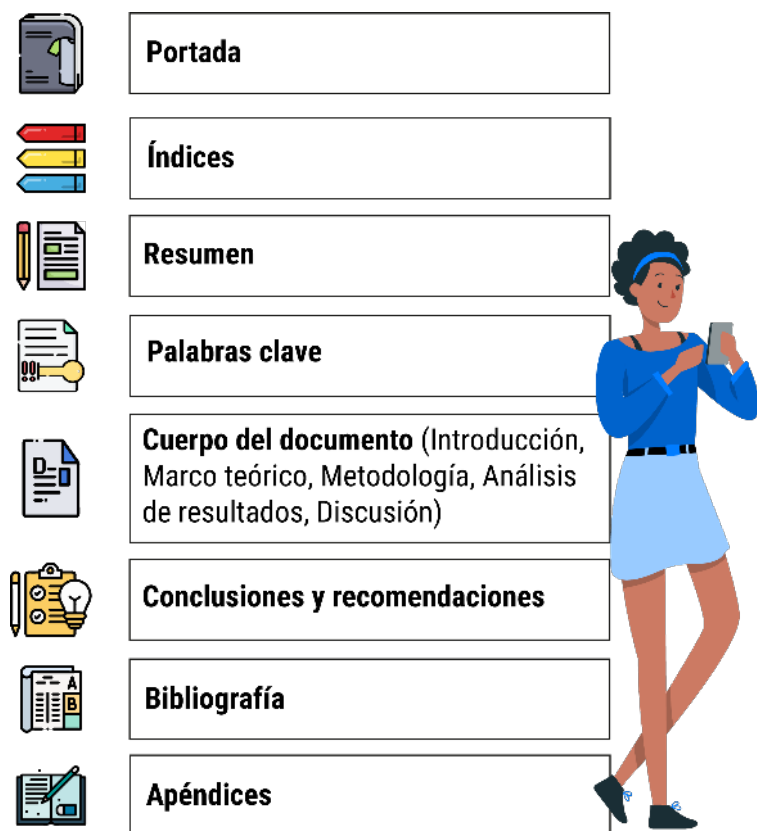 Portada
Índices
Resumen
Palabras clave
Cuerpo del documento (Introducción,
Marco teórico, Metodología, Análisis
de resultados, Discusión)
Conclusiones y recomendaciones
Bibliografía
Apéndices